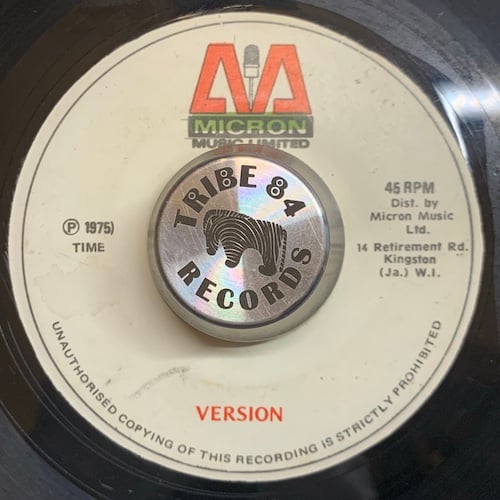 MICRON
MUSIC LIMITED
TRIBE 84
RECORDS
Ⓟ 1975)
TIME
45 RPM
Dist. by
Micron Music
Ltd.
14 Retirement Rd.
Kingston
(Ja.) W.I.
VERSION
UNAUTHORISED COPYING OF THIS RECORDING IS STRICTLY PROHIBITED